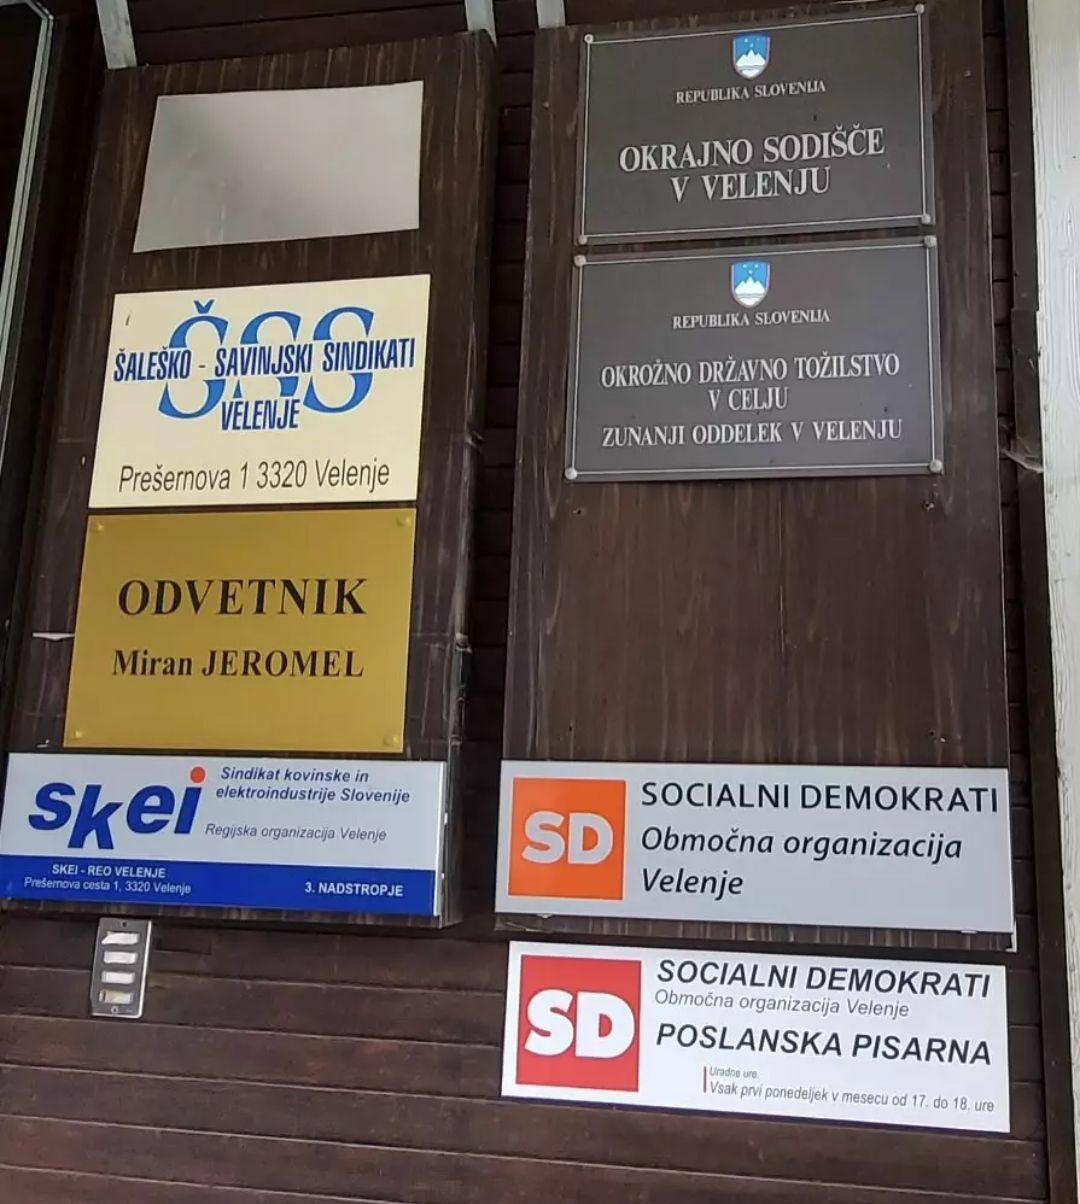 ŠSS
ŠALEŠKO - SAVINJSKI SINDIKATI
VELENJE
Prešernova 1 3320 Velenje
ODVETNIK
Miran JEROMEL
skei
Sindikat kovinske in
elektroindustrije Slovenije
Regijska organizacija Velenje
SKEI - REO VELENJE
Prešernova cesta 1, 3320 Velenje
3. NADSTROPJE
REPUBLIKA SLOVENIJA
OKRAJNO SODIŠČE
V VELENJU
REPUBLIKA SLOVENIJA
OKROŽNO DRŽAVNO TOŽILSTVO
V CELJU
ZUNANJI ODDELEK V VELENJU
SD
SOCIALNI DEMOKRATI
Območna organizacija
Velenje
SD
SOCIALNI DEMOKRATI
Območna organizacija Velenje
POSLANSKA PISARNA
Uradne ure:
Vsak prvi ponedeljek v mesecu od 17. do 18. ure